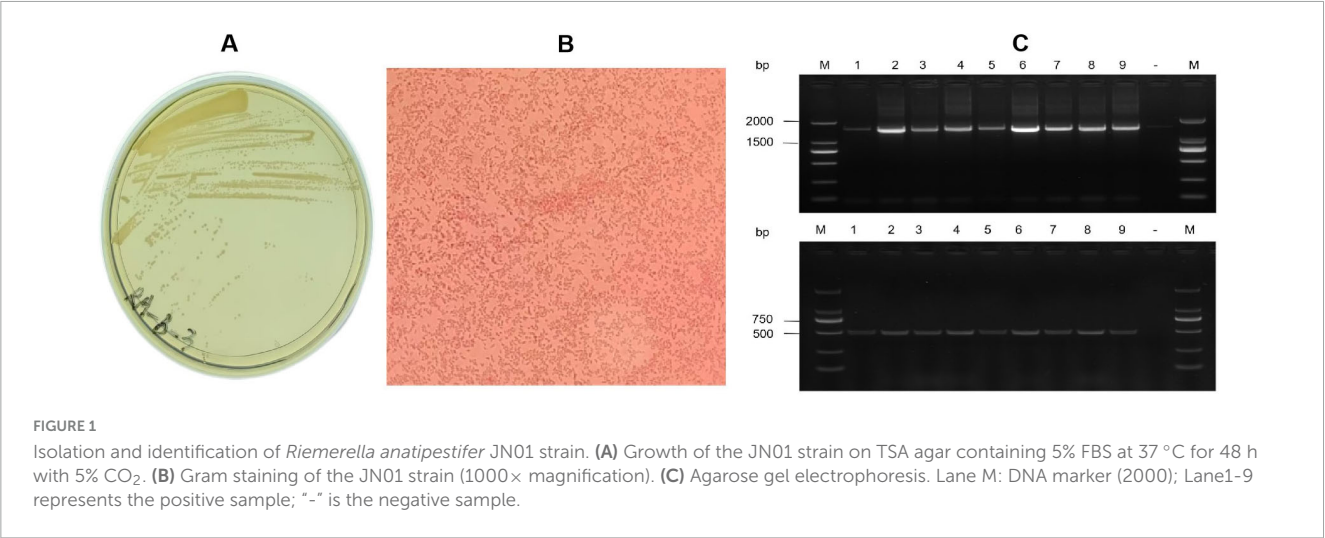 A
B
C
bp M 1 2 3 4 5 6 7 8 9 - M
2000
1500
bp M 1 2 3 4 5 6 7 8 9 - M
750
500
RA-B-3
FIGURE 1
Isolation and identification of Riemerella anatipestifer JN01 strain. (A) Growth of the JN01 strain on TSA agar containing 5% FBS at 37 °C for 48 h
with 5% CO₂. (B) Gram staining of the JN01 strain (1000× magnification). (C) Agarose gel electrophoresis. Lane M: DNA marker (2000); Lane1-9
represents the positive sample; “-” is the negative sample.